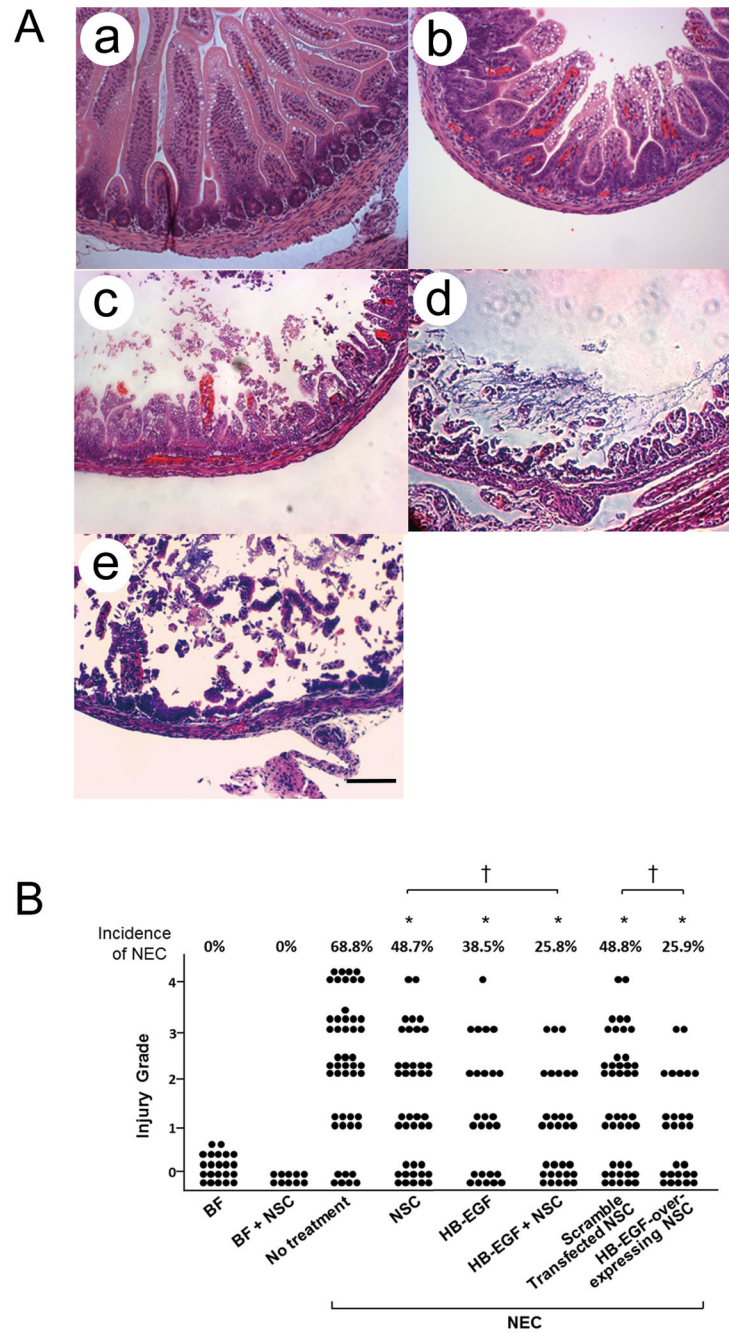 A
a
b
c
d
e
B
† †
* * * * *
Incidence of NEC
0% 0% 68.8% 48.7% 38.5% 25.8% 48.8% 25.9%
Injury Grade
4
3
2
1
0
BF
BF + NSC
No treatment
NSC
HB-EGF
HB-EGF + NSC
Scramble
Transfected NSC
HB-EGF-over-
expressing NSC
NEC